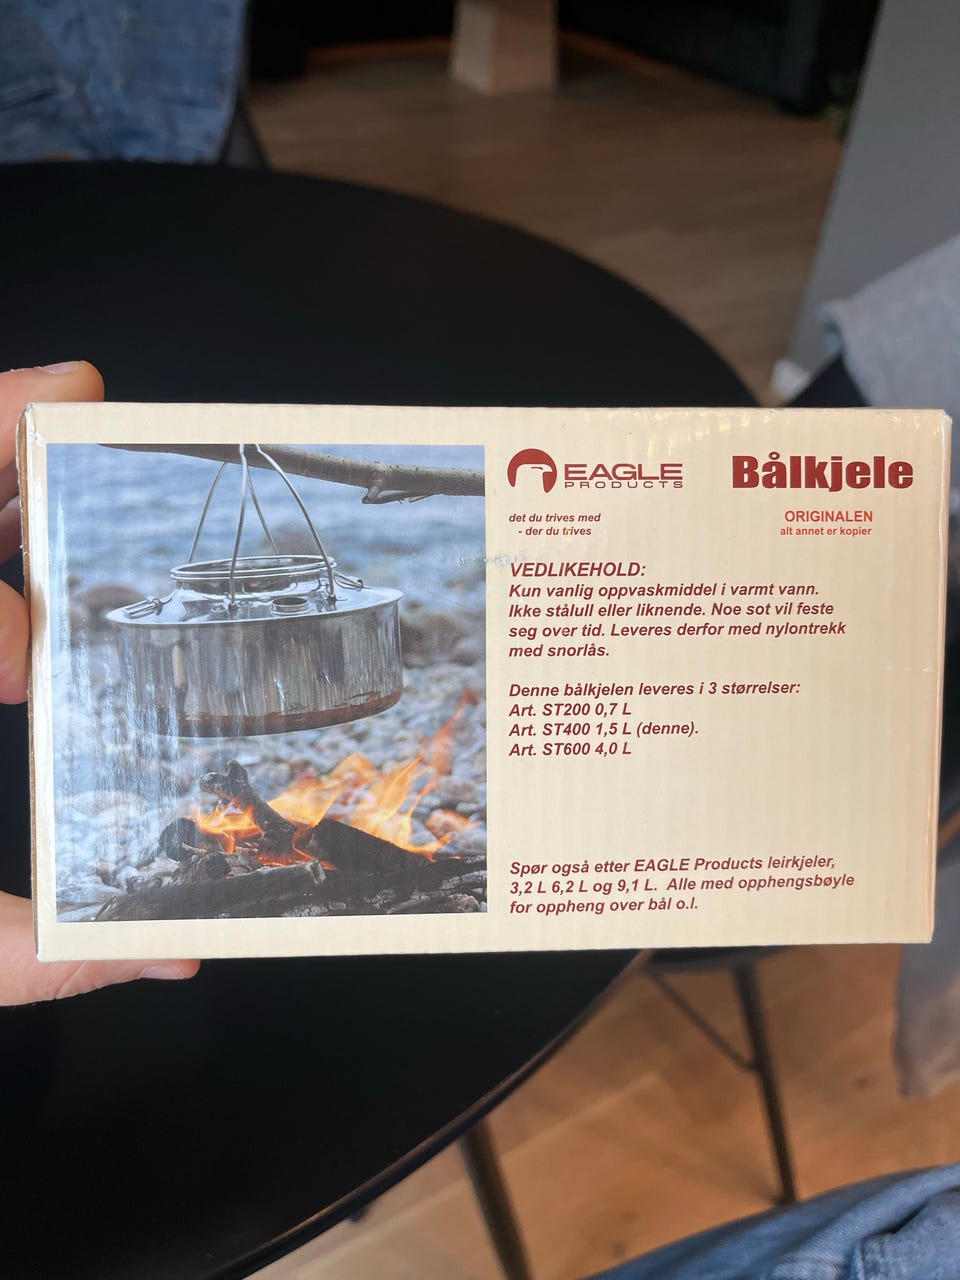 EAGLE
PRODUCTS
Bålkjele
det du trives med
- der du trives
ORIGINALEN
alt annet er kopier
VEDLIKEHOLD:
Kun vanlig oppvaskmiddel i varmt vann.
Ikke stålull eller liknende. Noe sot vil feste
seg over tid. Leveres derfor med nylontrekk
med snorlås.
Denne bålkjelen leveres i 3 størrelser:
Art. ST200 0,7 L
Art. ST400 1,5 L (denne).
Art. ST600 4,0 L
Spør også etter EAGLE Products leirkjeler,
3,2 L 6,2 L og 9,1 L. Alle med opphengsbøyle
for oppheng over bål o.l.